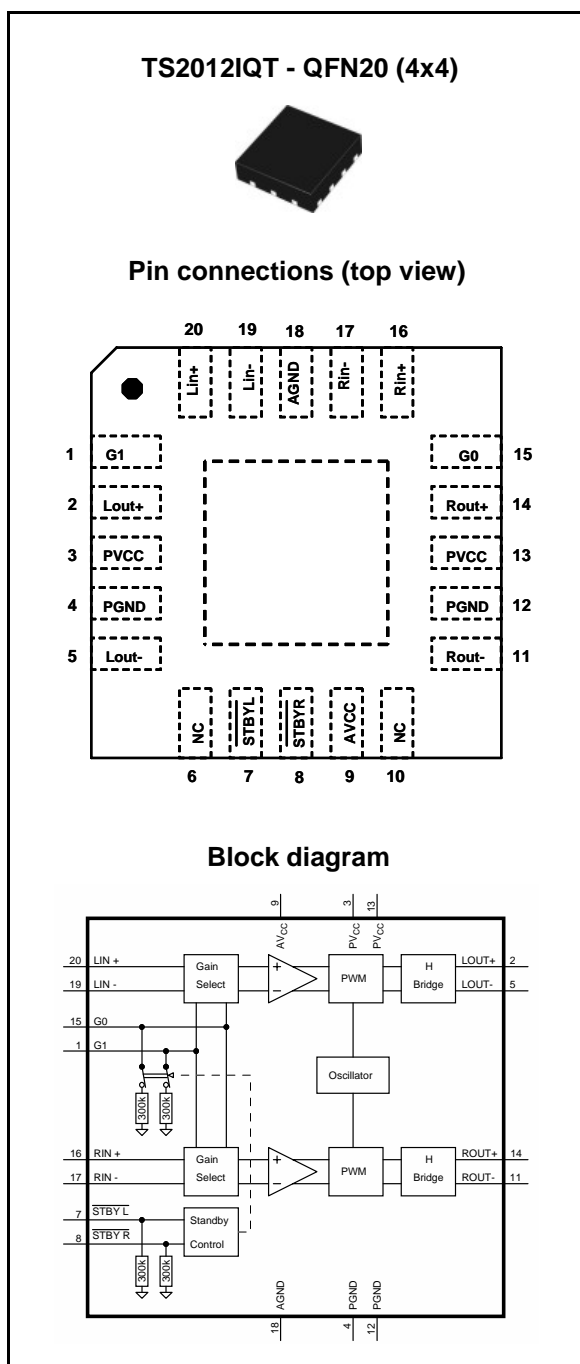 TS2012IQT - QFN20 (4x4)
Pin connections (top view)
20 19 18 17 16
Lin+ Lin- AGND Rin- Rin+
1 G1 G0 15
2 Lout+ Rout+ 14
3 PVCC PVCC 13
4 PGND PGND 12
5 Lout- Rout- 11
NC STBYL STBYR AVCC NC
6 7 8 9 10
Block diagram
9 3 13
AVCC PVCC PVCC
20 LIN + Gain Select + − PWM H Bridge LOUT+ 2
19 LIN - LOUT- 5
15 G0
1 G1
Oscillator
300k 300k
16 RIN + Gain Select + − PWM H Bridge ROUT+ 14
17 RIN - ROUT- 11
7 STBY L Standby Control
8 STBY R
300k 300k
AGND PGND PGND
18 4 12